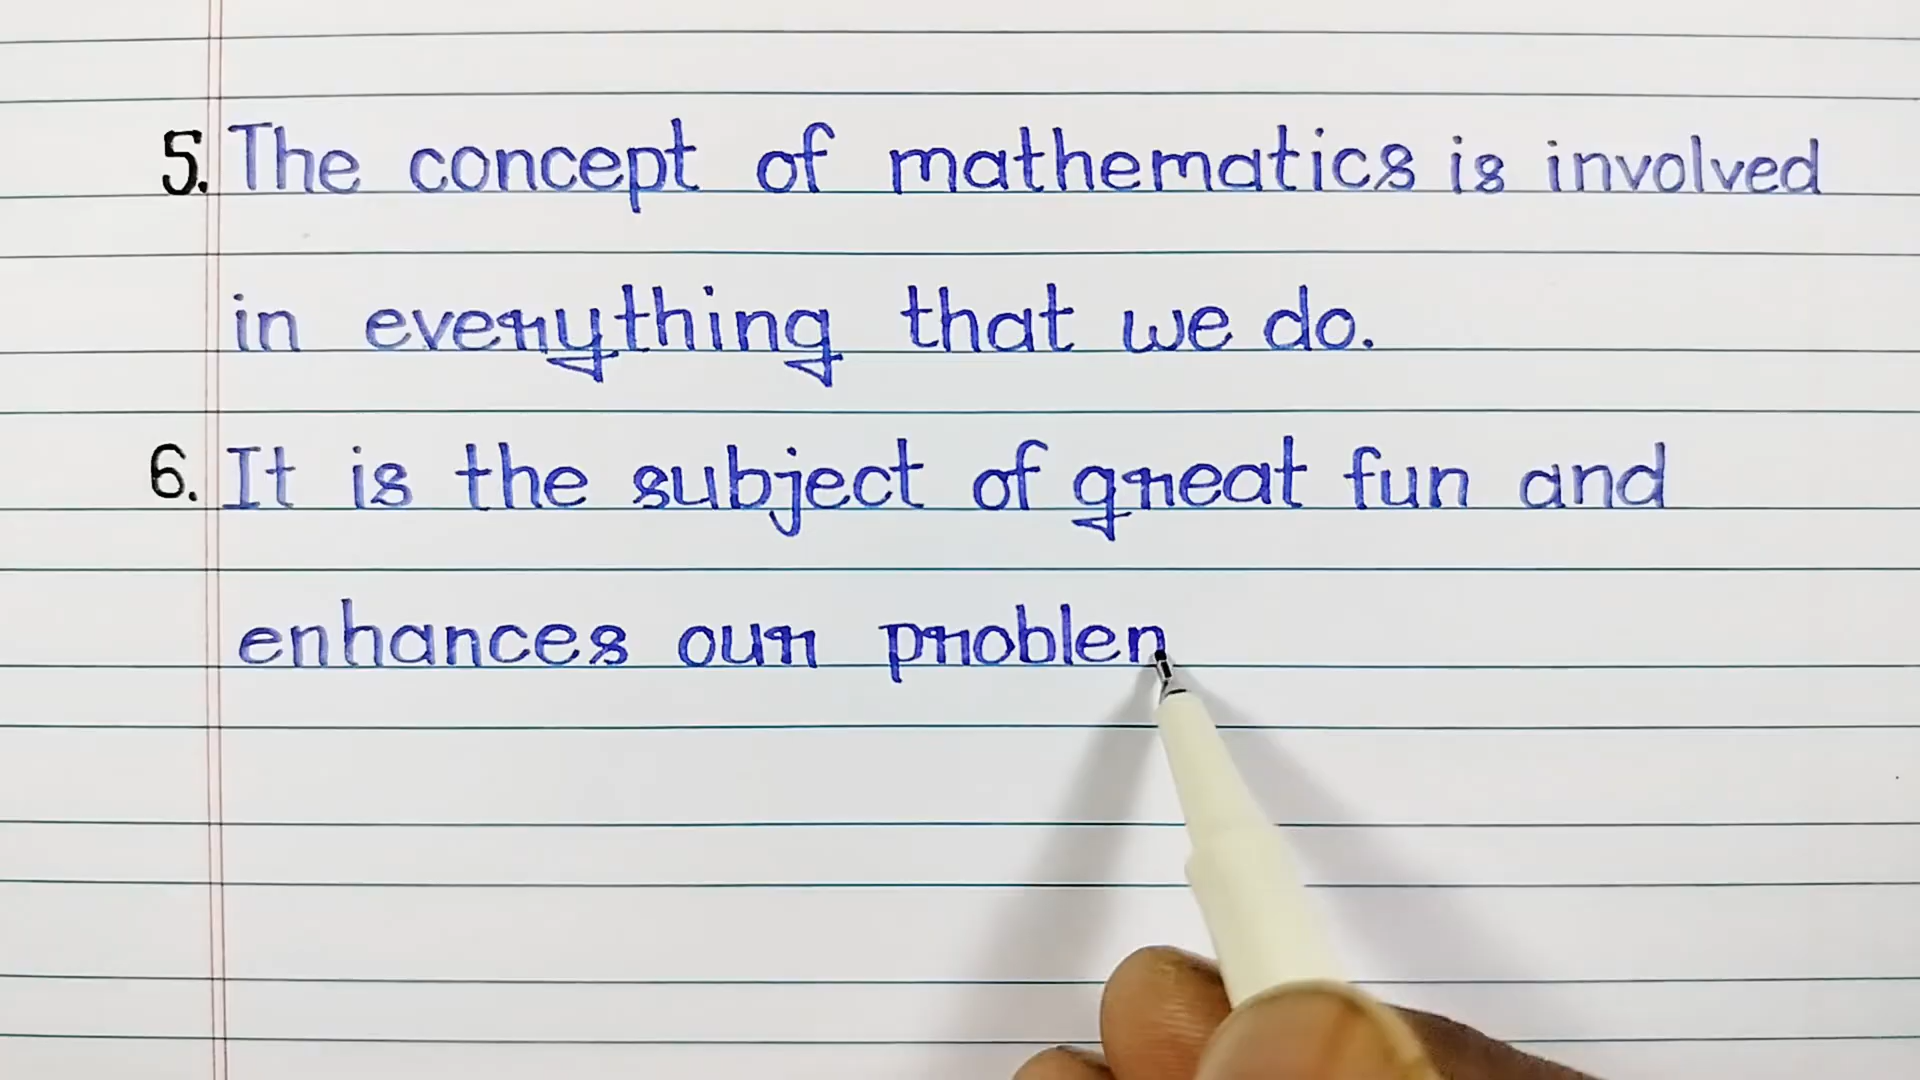 5. The concept of mathematics is involved
in everything that we do.
6. It is the subject of great fun and
enhances our problen